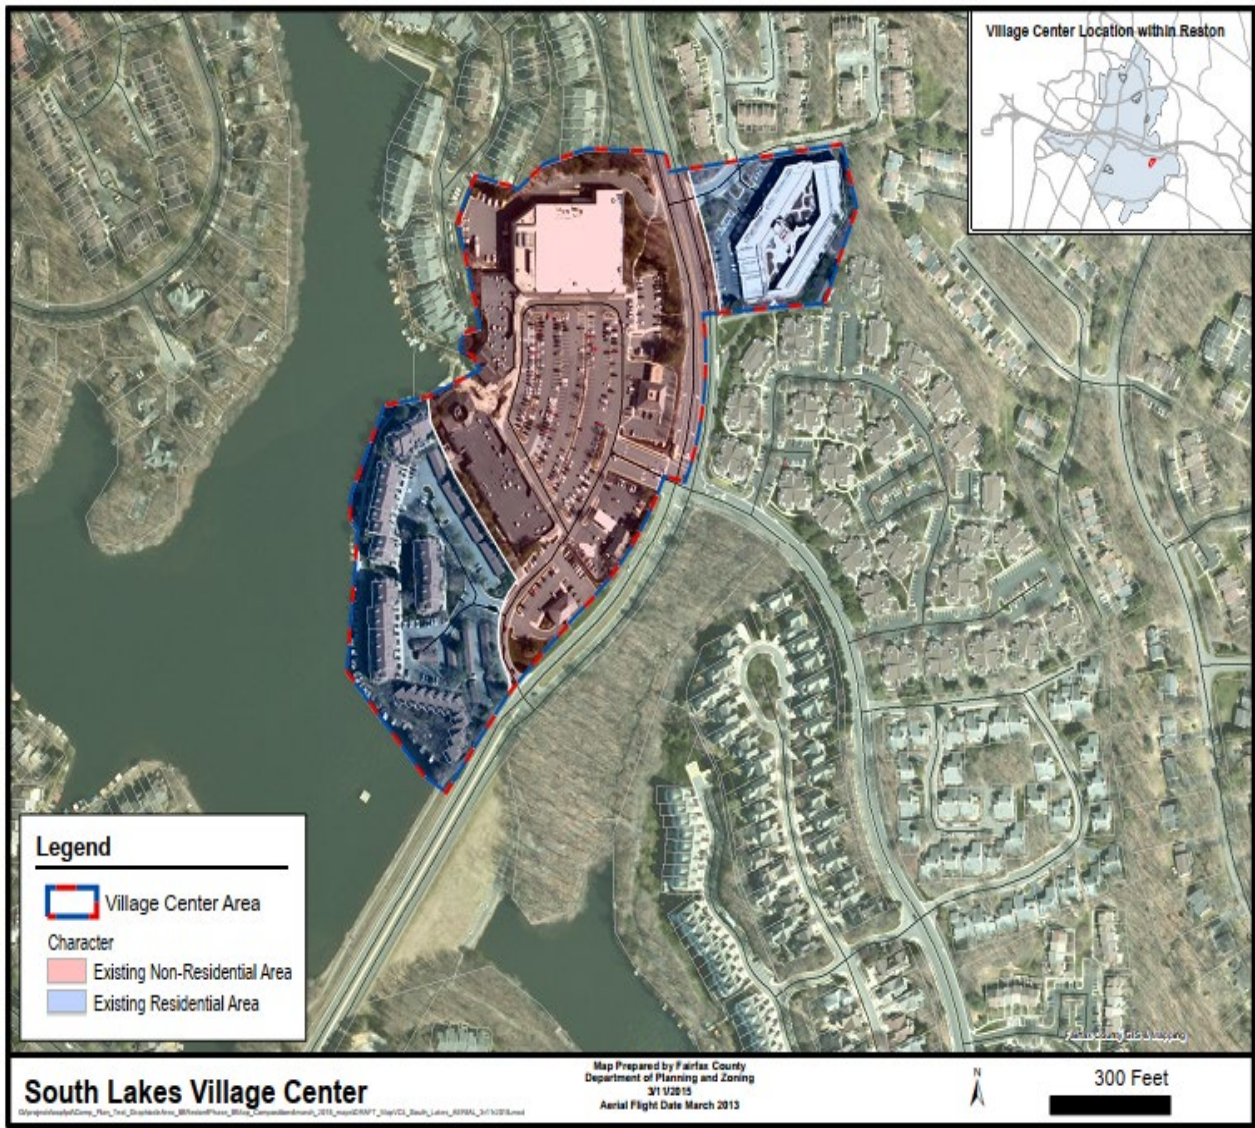 Village Center Location within Reston
Legend
Village Center Area
Character
Existing Non-Residential Area
Existing Residential Area
South Lakes Village Center
Map Prepared by Fairfax County
Department of Planning and Zoning
3/11/2015
Aerial Flight Date March 2013
N
300 Feet